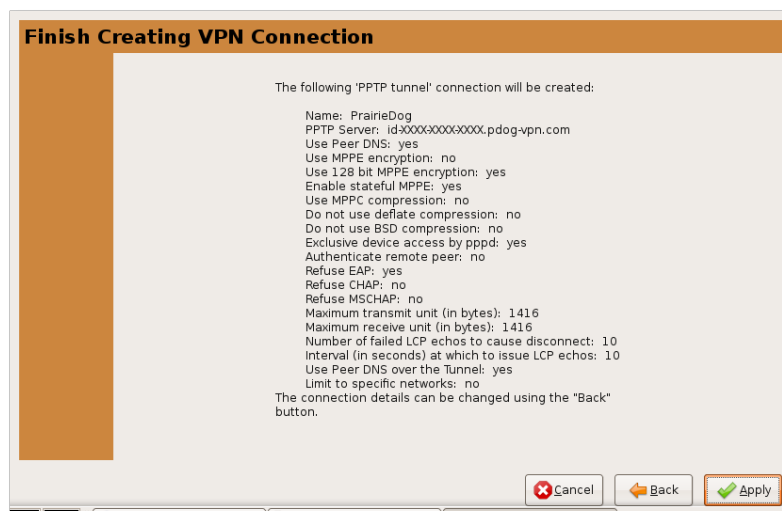 Finish Creating VPN Connection
The following 'PPTP tunnel' connection will be created:
Name: PrairieDog
PPTP Server: id-XXXX-XXXX-XXXX.pdog-vpn.com
Use Peer DNS: yes
Use MPPE encryption: no
Use 128 bit MPPE encryption: yes
Enable stateful MPPE: yes
Use MPPC compression: no
Do not use deflate compression: no
Do not use BSD compression: no
Exclusive device access by pppd: yes
Authenticate remote peer: no
Refuse EAP: yes
Refuse CHAP: no
Refuse MSCHAP: no
Maximum transmit unit (in bytes): 1416
Maximum receive unit (in bytes): 1416
Number of failed LCP echos to cause disconnect: 10
Interval (in seconds) at which to issue LCP echos: 10
Use Peer DNS over the Tunnel: yes
Limit to specific networks: no
The connection details can be changed using the "Back"
button.
Cancel Back Apply